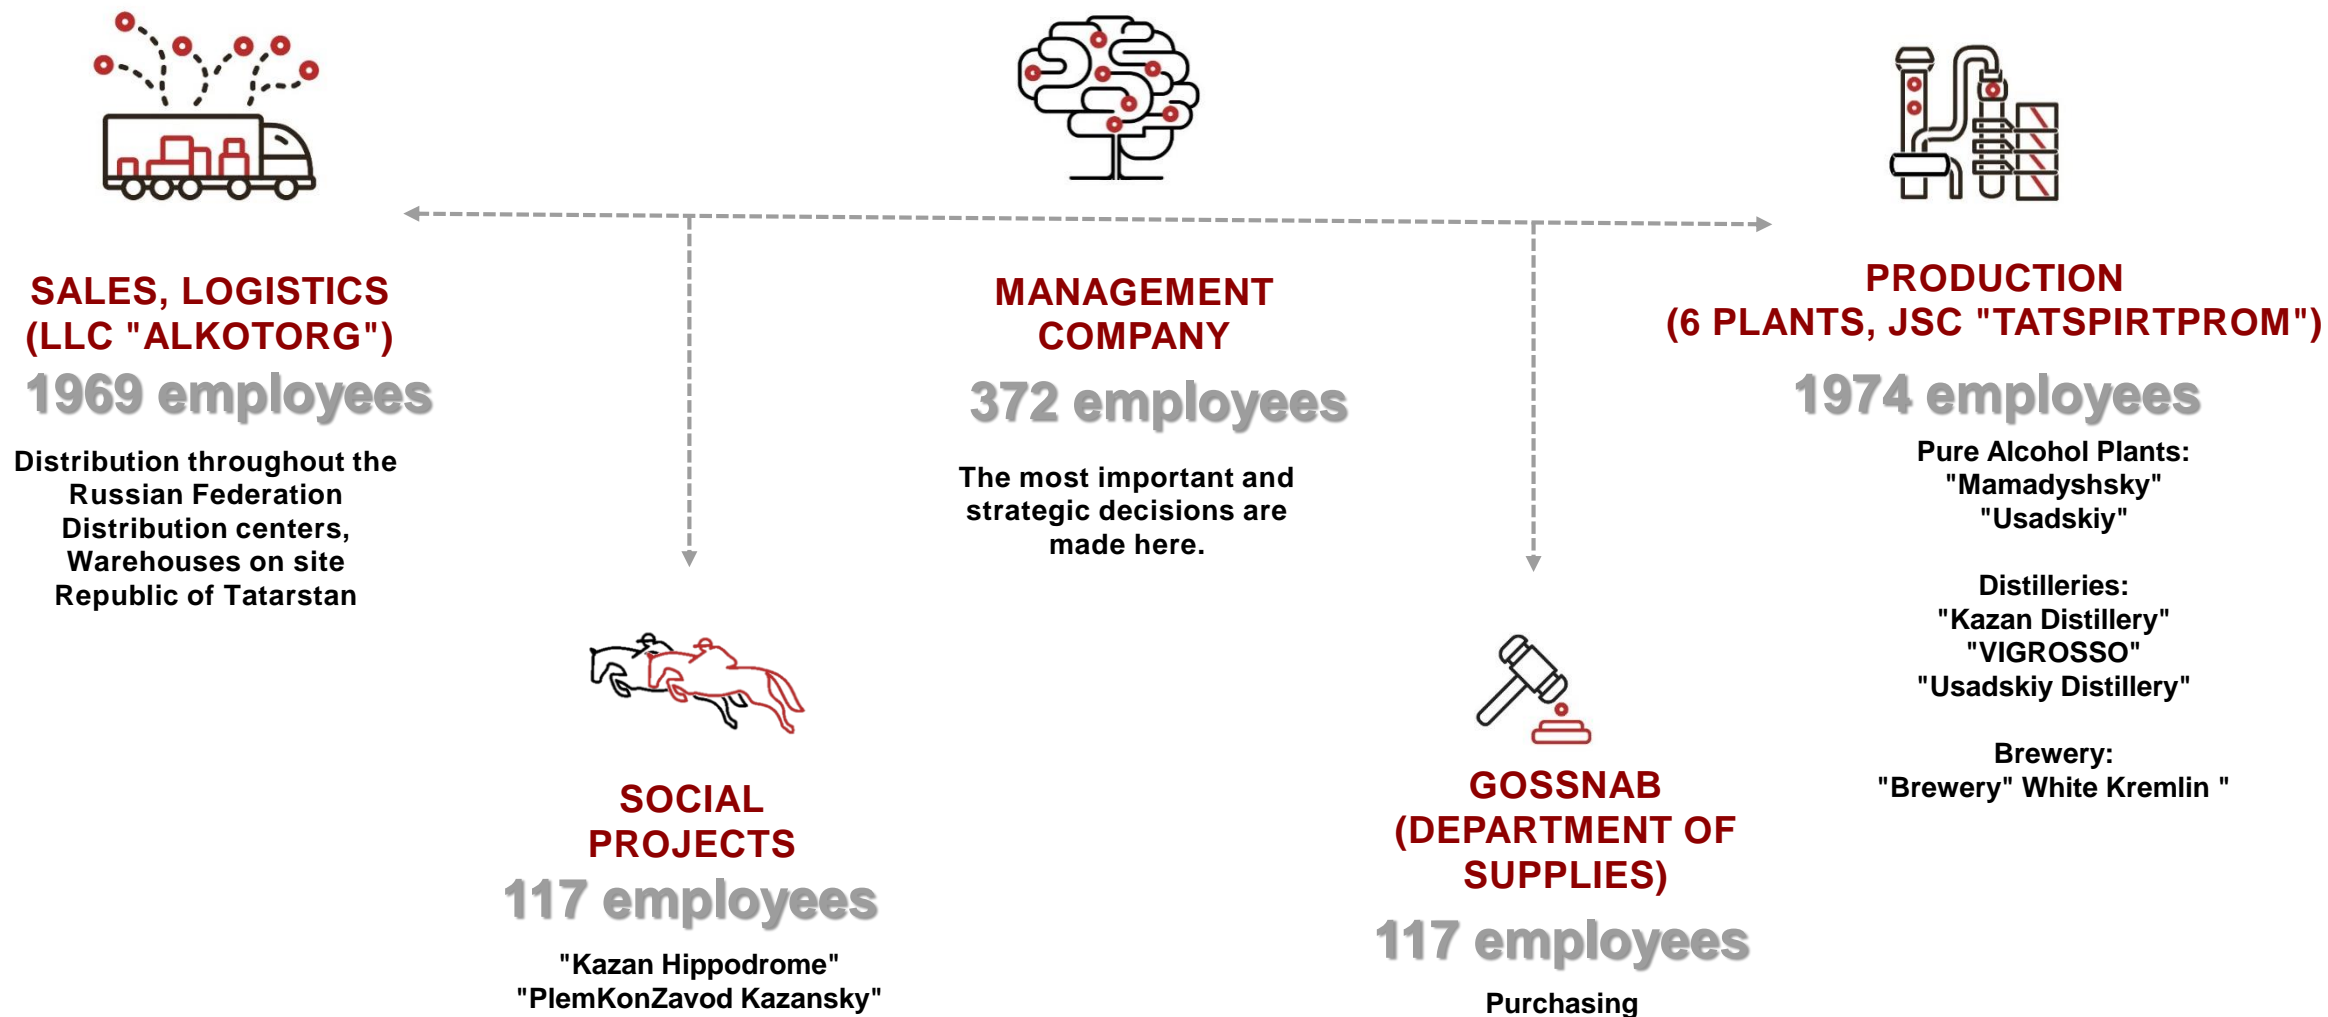 SALES, LOGISTICS
(LLC "ALKOTORG")
1969 employees
Distribution throughout the
Russian Federation
Distribution centers,
Warehouses on site
Republic of Tatarstan
MANAGEMENT
COMPANY
372 employees
The most important and
strategic decisions are
made here.
PRODUCTION
(6 PLANTS, JSC "TATSPIRTPROM")
1974 employees
Pure Alcohol Plants:
"Mamadyshsky"
"Usadskiy"
Distilleries:
"Kazan Distillery"
"VIGROSSO"
"Usadskiy Distillery"
Brewery:
"Brewery" White Kremlin "
SOCIAL
PROJECTS
117 employees
"Kazan Hippodrome"
"PlemKonZavod Kazansky"
GOSSNAB
(DEPARTMENT OF
SUPPLIES)
117 employees
Purchasing